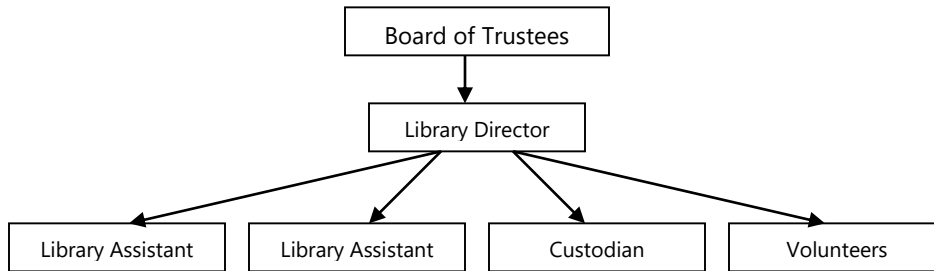 Board of Trustees
Library Director
Library Assistant
Library Assistant
Custodian
Volunteers